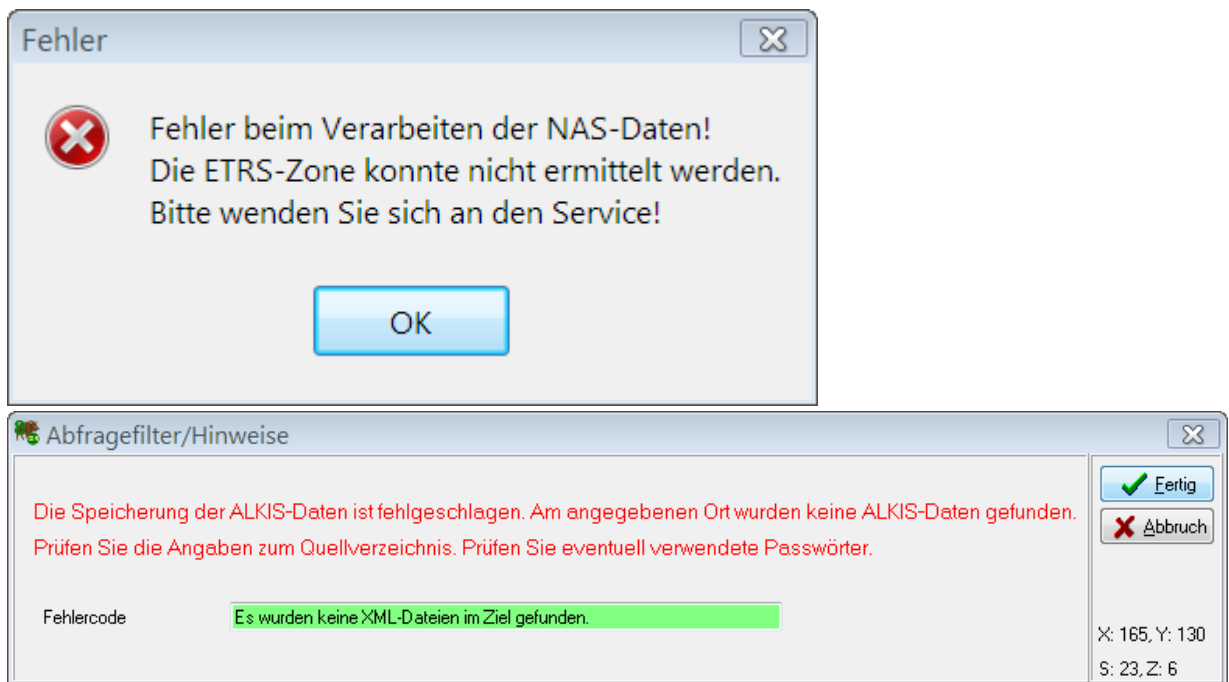 Fehler
Fehler beim Verarbeiten der NAS-Daten!
Die ETRS-Zone konnte nicht ermittelt werden.
Bitte wenden Sie sich an den Service!
OK
Abfragefilter/Hinweise
Die Speicherung der ALKIS-Daten ist fehlgeschlagen. Am angegebenen Ort wurden keine ALKIS-Daten gefunden.
Prüfen Sie die Angaben zum Quellverzeichnis. Prüfen Sie eventuell verwendete Passwörter.
Fehlercode
Es wurden keine XML-Dateien im Ziel gefunden.
Fertig
Abbruch
X: 165, Y: 130
S: 23, Z: 6